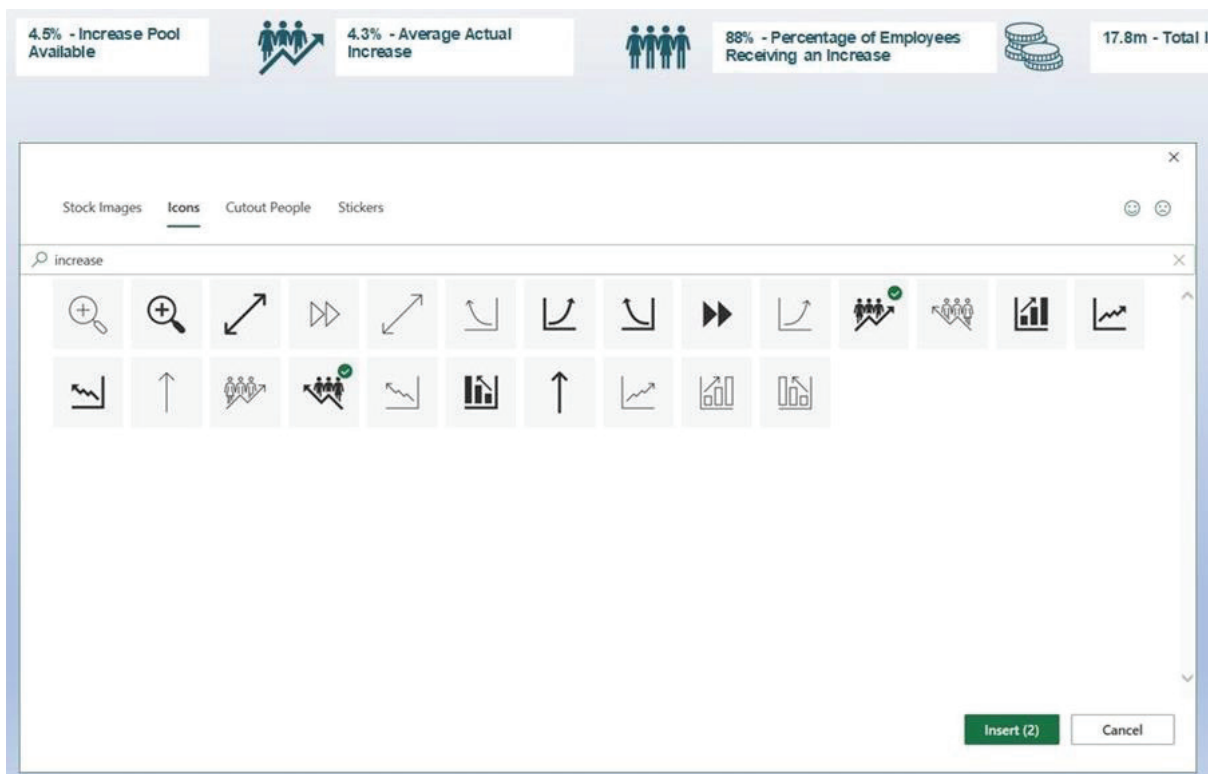 4.5% - Increase Pool
Available
4.3% - Average Actual
Increase
88% - Percentage of Employees
Receiving an Increase
17.8m - Total
Stock Images
Icons
Cutout People
Stickers
increase
Insert (2)
Cancel